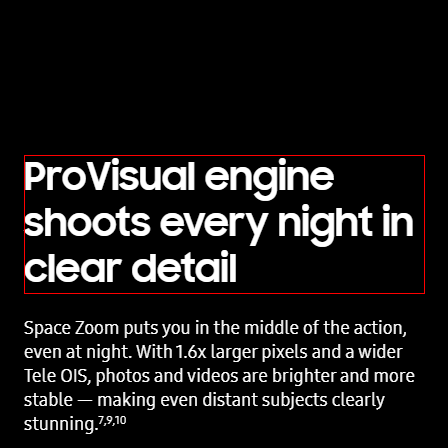 ProVisual engine
shoots every night in
clear detail
Space Zoom puts you in the middle of the action,
even at night. With 1.6x larger pixels and a wider
Tele OIS, photos and videos are brighter and more
stable — making even distant subjects clearly
stunning.7,9,10